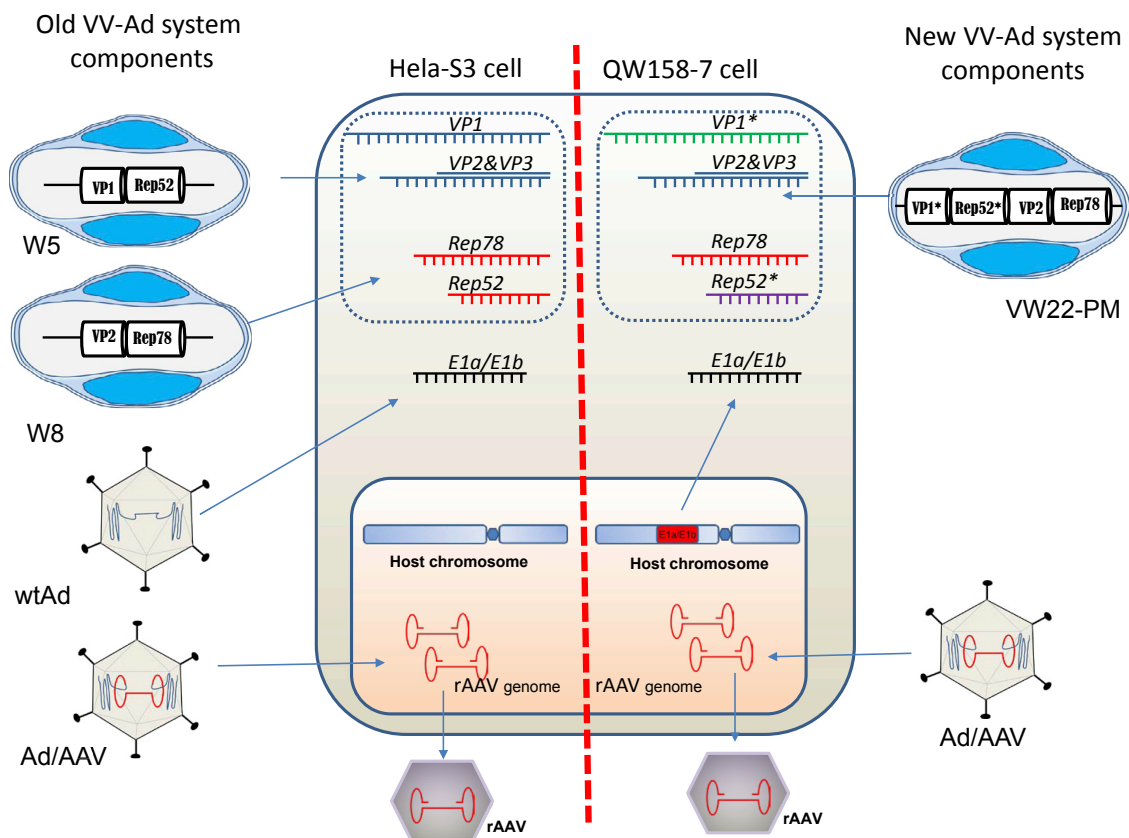 Old VV-Ad system
components
Hela-S3 cell
QW158-7 cell
New VV-Ad system
components
VP1
VP2&VP3
Rep78
Rep52
E1a/E1b
VP1*
VP2&VP3
Rep78
Rep52*
E1a/E1b
VP1 Rep52
W5
VP2 Rep78
W8
wtAd
Ad/AAV
VP1* Rep52* VP2 Rep78
VW22-PM
Host chromosome
E1a/E1b
Host chromosome
rAAV genome
rAAV genome
Ad/AAV
rAAV
rAAV